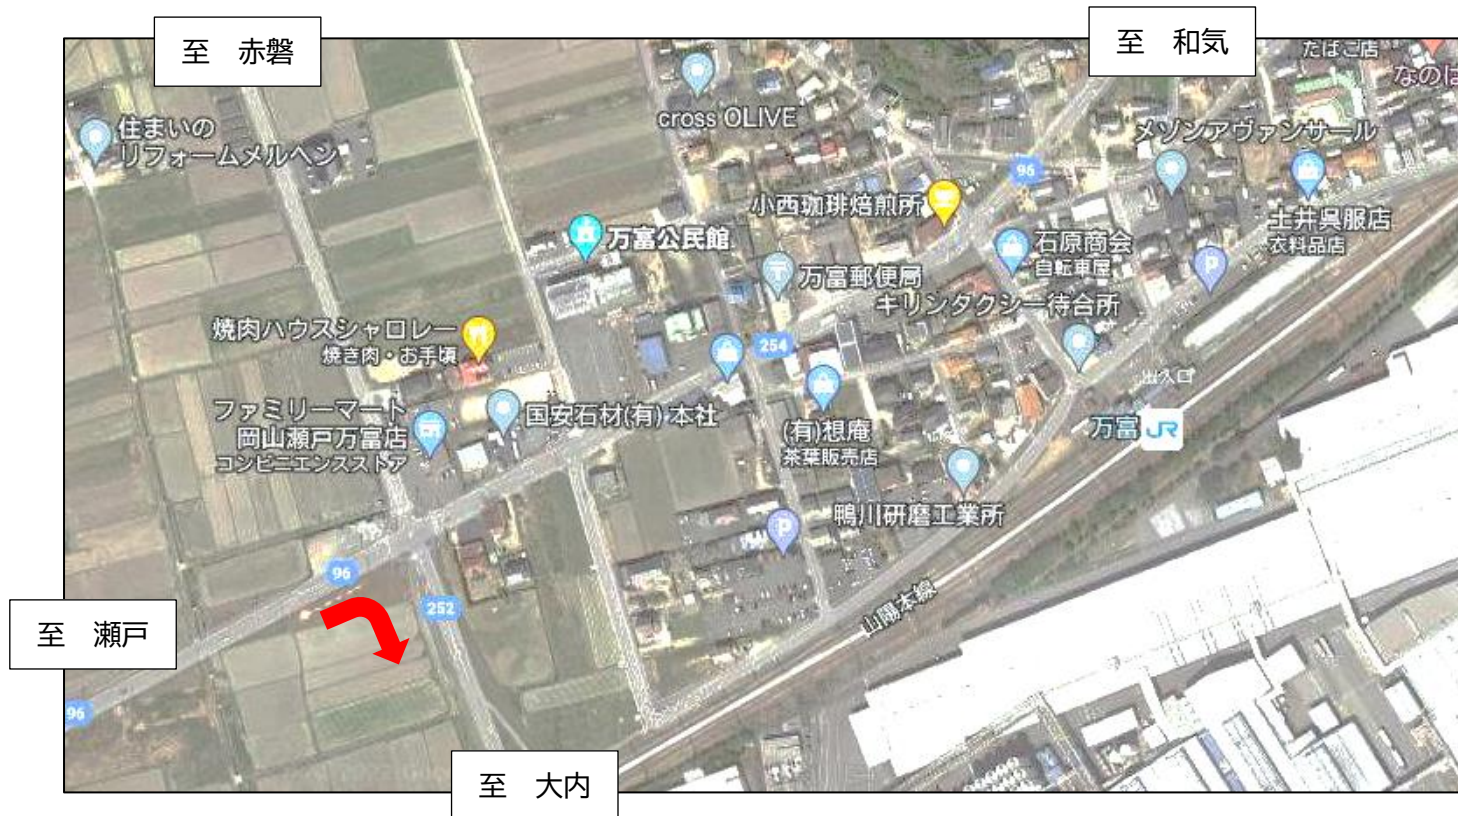 至　赤磐
至　和気
たばこ店
なのは
cross OLIVE
住まいの
リフォームメルヘン
メゾンアヴァンサール
96
小西珈琲焙煎所
土井呉服店
衣料品店
万富公民館
石原商会
自転車屋
万富郵便局
キリンタクシー待合所
P
焼肉ハウスシャロレー
焼き肉・お手頃
254
出入口
ファミリーマート
岡山瀬戸万富店
コンビニエンスストア
国安石材(有) 本社
(有)想庵
茶葉販売店
万富 JR
鴨川研磨工業所
P
96
252
山陽本線
至　瀬戸
96
至　大内